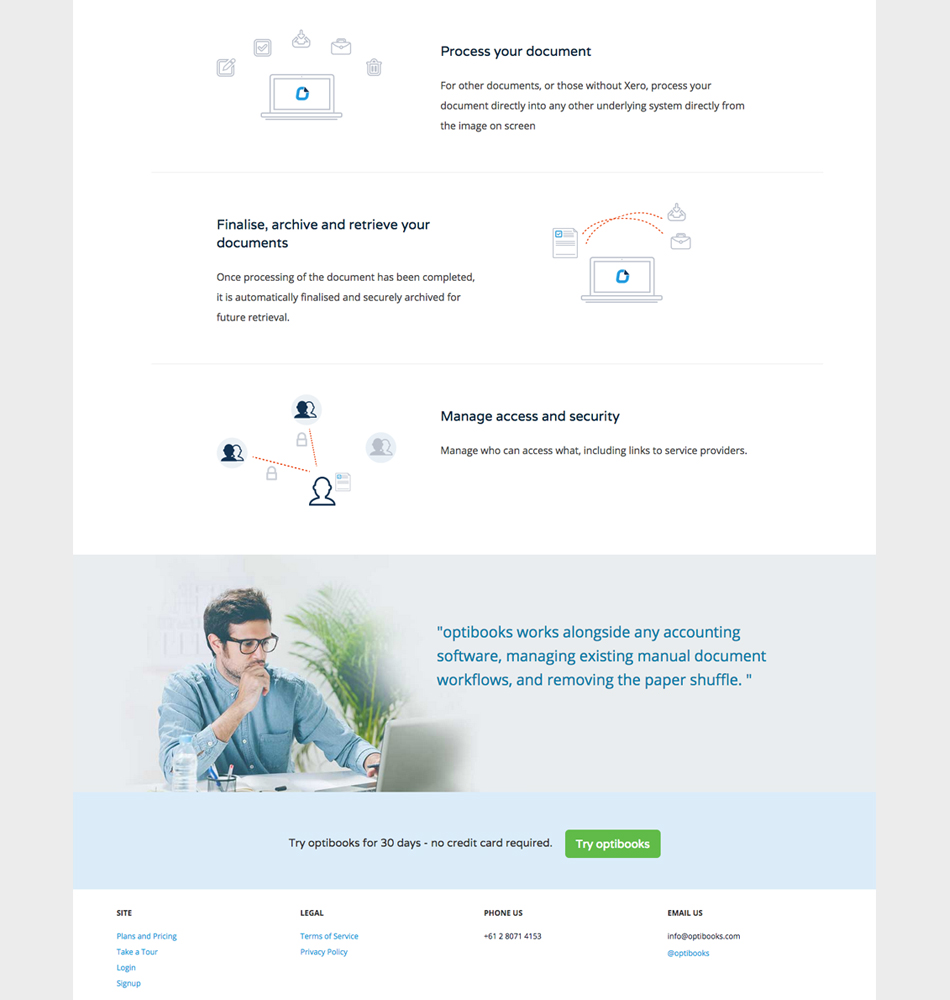 Process your document
For other documents, or those without Xero, process your
document directly into any other underlying system directly from
the image on screen
Finalise, archive and retrieve your
documents
Once processing of the document has been completed,
it is automatically finalised and securely archived for
future retrieval.
Manage access and security
Manage who can access what, including links to service providers.
"optibooks works alongside any accounting
software, managing existing manual document
workflows, and removing the paper shuffle. "
Try optibooks for 30 days - no credit card required.
Try optibooks
SITE
Plans and Pricing
Take a Tour
Login
Signup
LEGAL
Terms of Service
Privacy Policy
PHONE US
+61 2 8071 4153
EMAIL US
info@optibooks.com
@optibooks